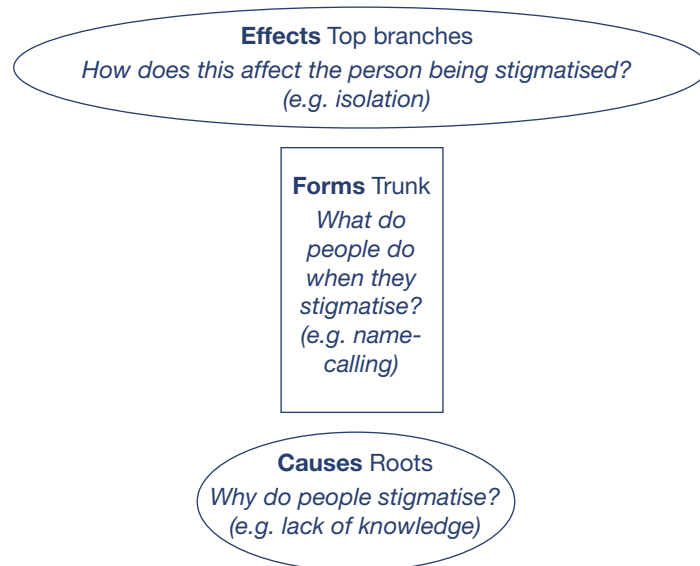 Effects Top branches
How does this affect the person being stigmatised?
(e.g. isolation)
Forms Trunk
What do
people do
when they
stigmatise?
(e.g. name-
calling)
Causes Roots
Why do people stigmatise?
(e.g. lack of knowledge)